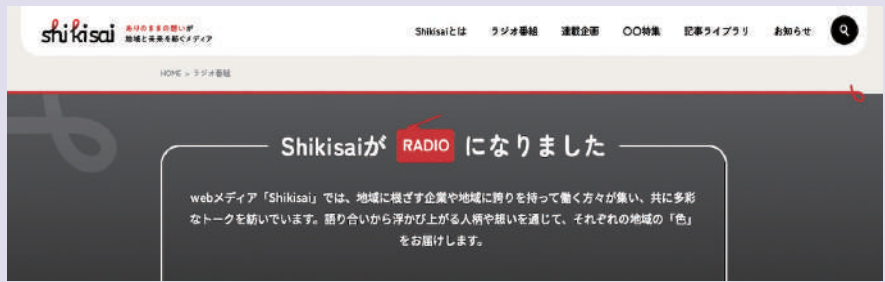 shikisai
ありのままの想いが
地域と未来を紡ぐメディア
Shikisaiとは ラジオ番組 連載企画 〇〇特集 記事ライブラリ お知らせ
HOME > ラジオ番組
Shikisaiが RADIO になりました
webメディア「Shikisai」では、地域に根ざす企業や地域に誇りを持って働く方々が集い、共に多彩
なトークを紡いでいます。語り合いから浮かび上がる人柄や想いを通じて、それぞれの地域の「色」
をお届けします。